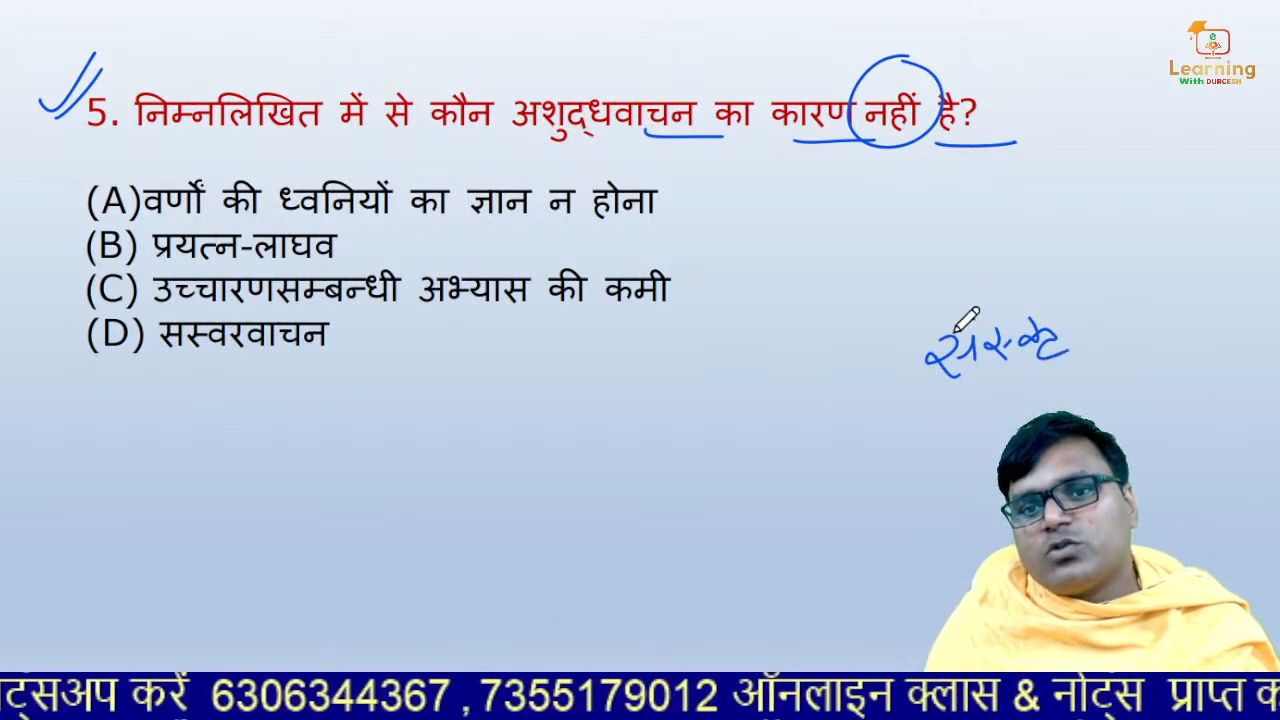 e
Learning
With DURGESH
5. निम्नलिखित में से कौन अशुद्धवाचन का कारण नहीं है?
(A)वर्णों की ध्वनियों का ज्ञान न होना
(B) प्रयत्न-लाघव
(C) उच्चारणसम्बन्धी अभ्यास की कमी
(D) सस्वरवाचन
र्ट्सअप करें 6306344367 , 7355179012 ऑनलाइन क्लास & नोट्स प्राप्त क